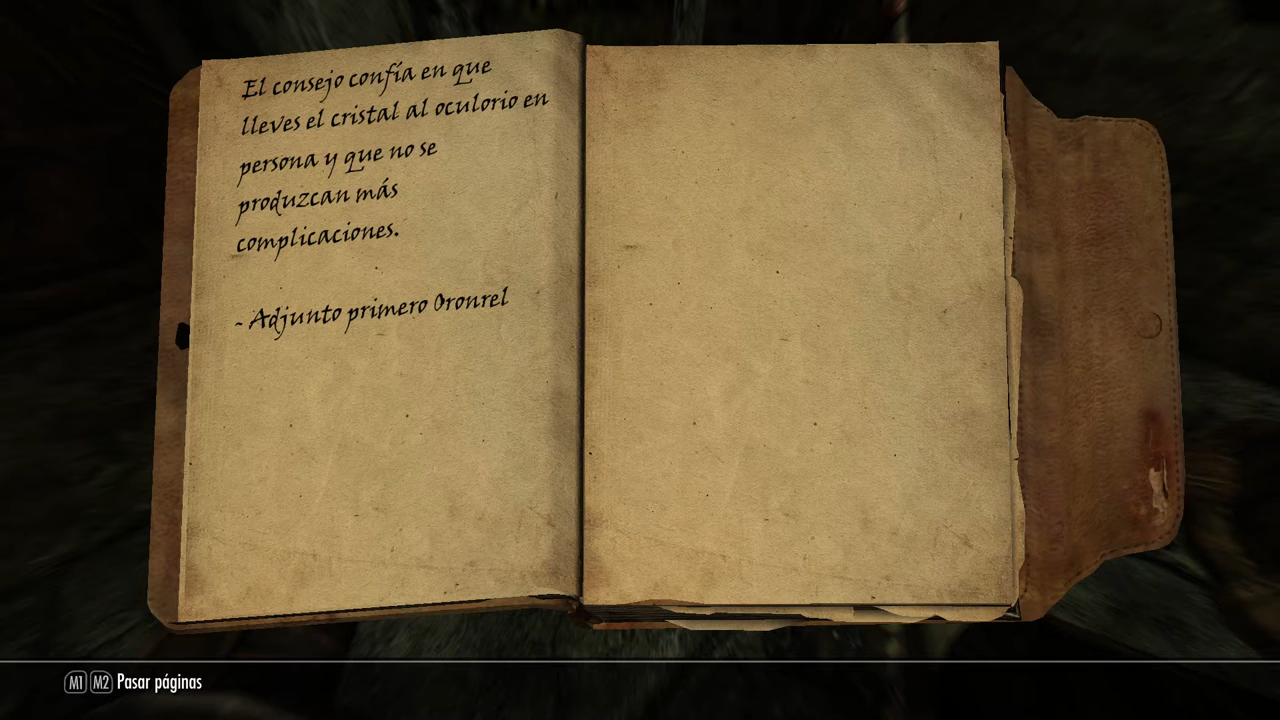 El consejo confía en que
lleves el cristal al oculorio en
persona y que no se
produzcan más
complicaciones.
- Adjunto primero Oronrel
M1 M2 Pasar páginas